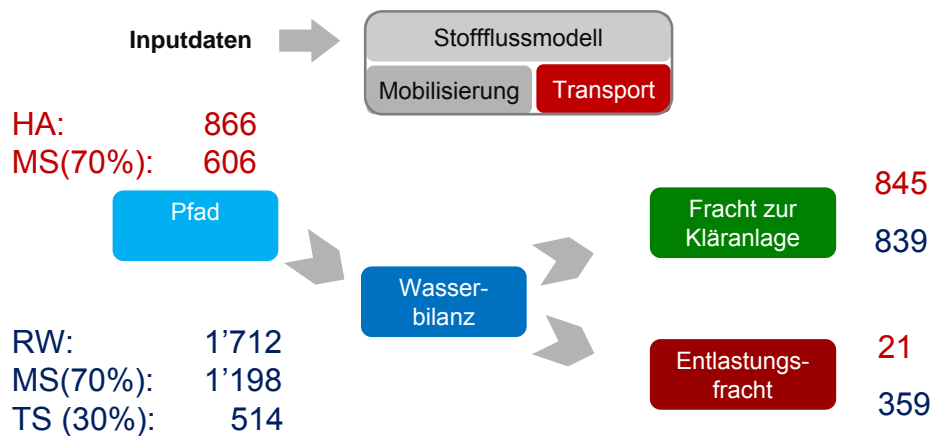 Inputdaten
Stoffflussmodell
Mobilisierung Transport
HA: 866
MS(70%): 606
Pfad
845
Fracht zur
Kläranlage
839
Wasser-
bilanz
RW: 1’712
MS(70%): 1’198
TS (30%): 514
21
Entlastungs-
fracht
359